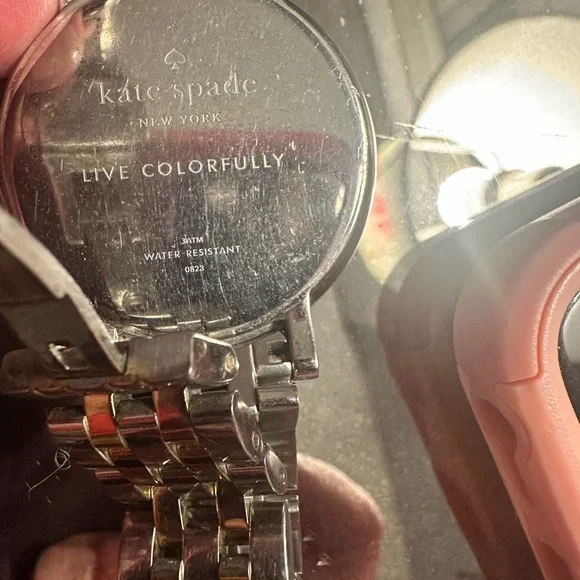 kate spade
NEW YORK
LIVE COLORFULLY
3ATM
WATER RESISTANT
0823